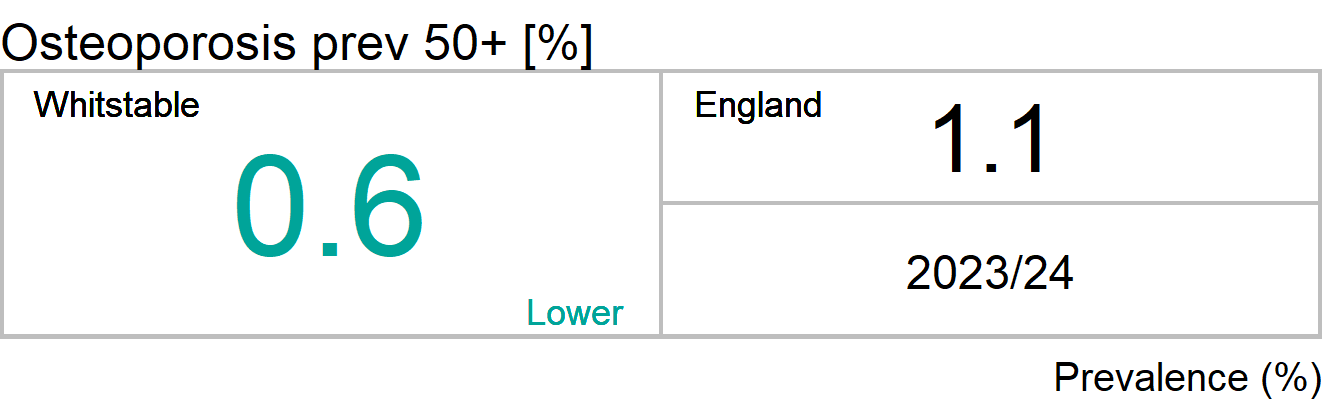 Osteoporosis prev 50+ [%]
Whitstable
0.6
Lower
England
1.1
2023/24
Prevalence (%)